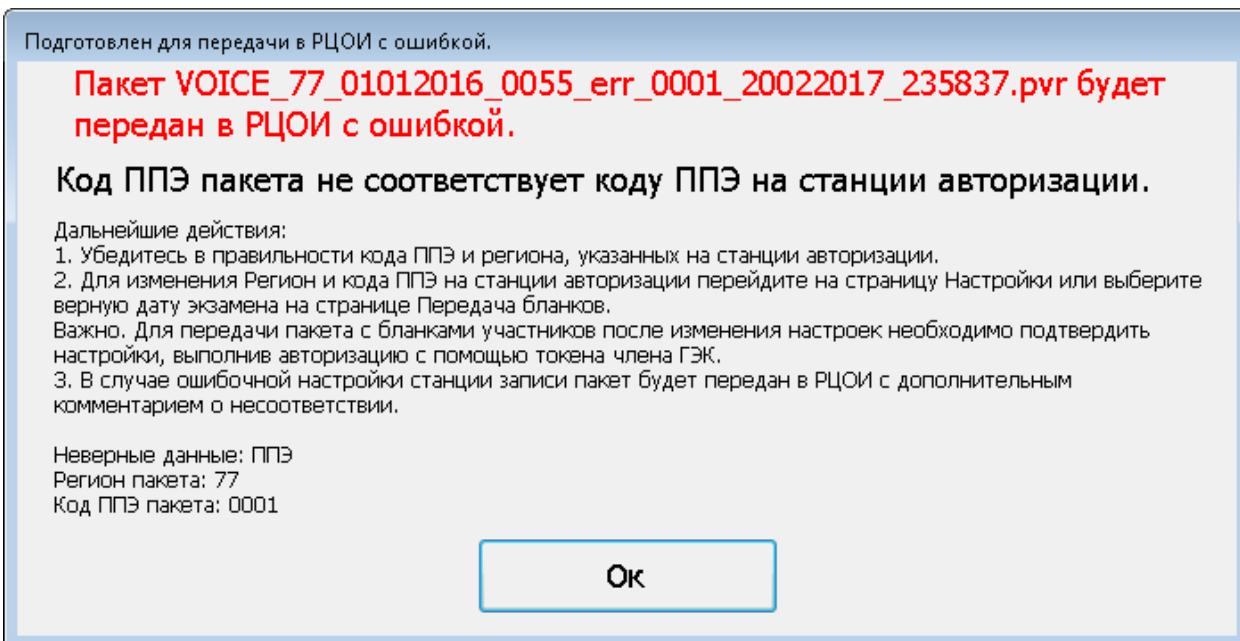 Подготовлен для передачи в РЦОИ с ошибкой.
Пакет VOICE_77_01012016_0055_err_0001_20022017_235837.pvr будет
передан в РЦОИ с ошибкой.
Код ППЭ пакета не соответствует коду ППЭ на станции авторизации.
Дальнейшие действия:
1. Убедитесь в правильности кода ППЭ и региона, указанных на станции авторизации.
2. Для изменения Регион и кода ППЭ на станции авторизации перейдите на страницу Настройки или выберите
верную дату экзамена на странице Передача бланков.
Важно. Для передачи пакета с бланками участников после изменения настроек необходимо подтвердить
настройки, выполнив авторизацию с помощью токена члена ГЭК.
3. В случае ошибочной настройки станции записи пакет будет передан в РЦОИ с дополнительным
комментарием о несоответствии.
Неверные данные: ППЭ
Регион пакета: 77
Код ППЭ пакета: 0001
Ок